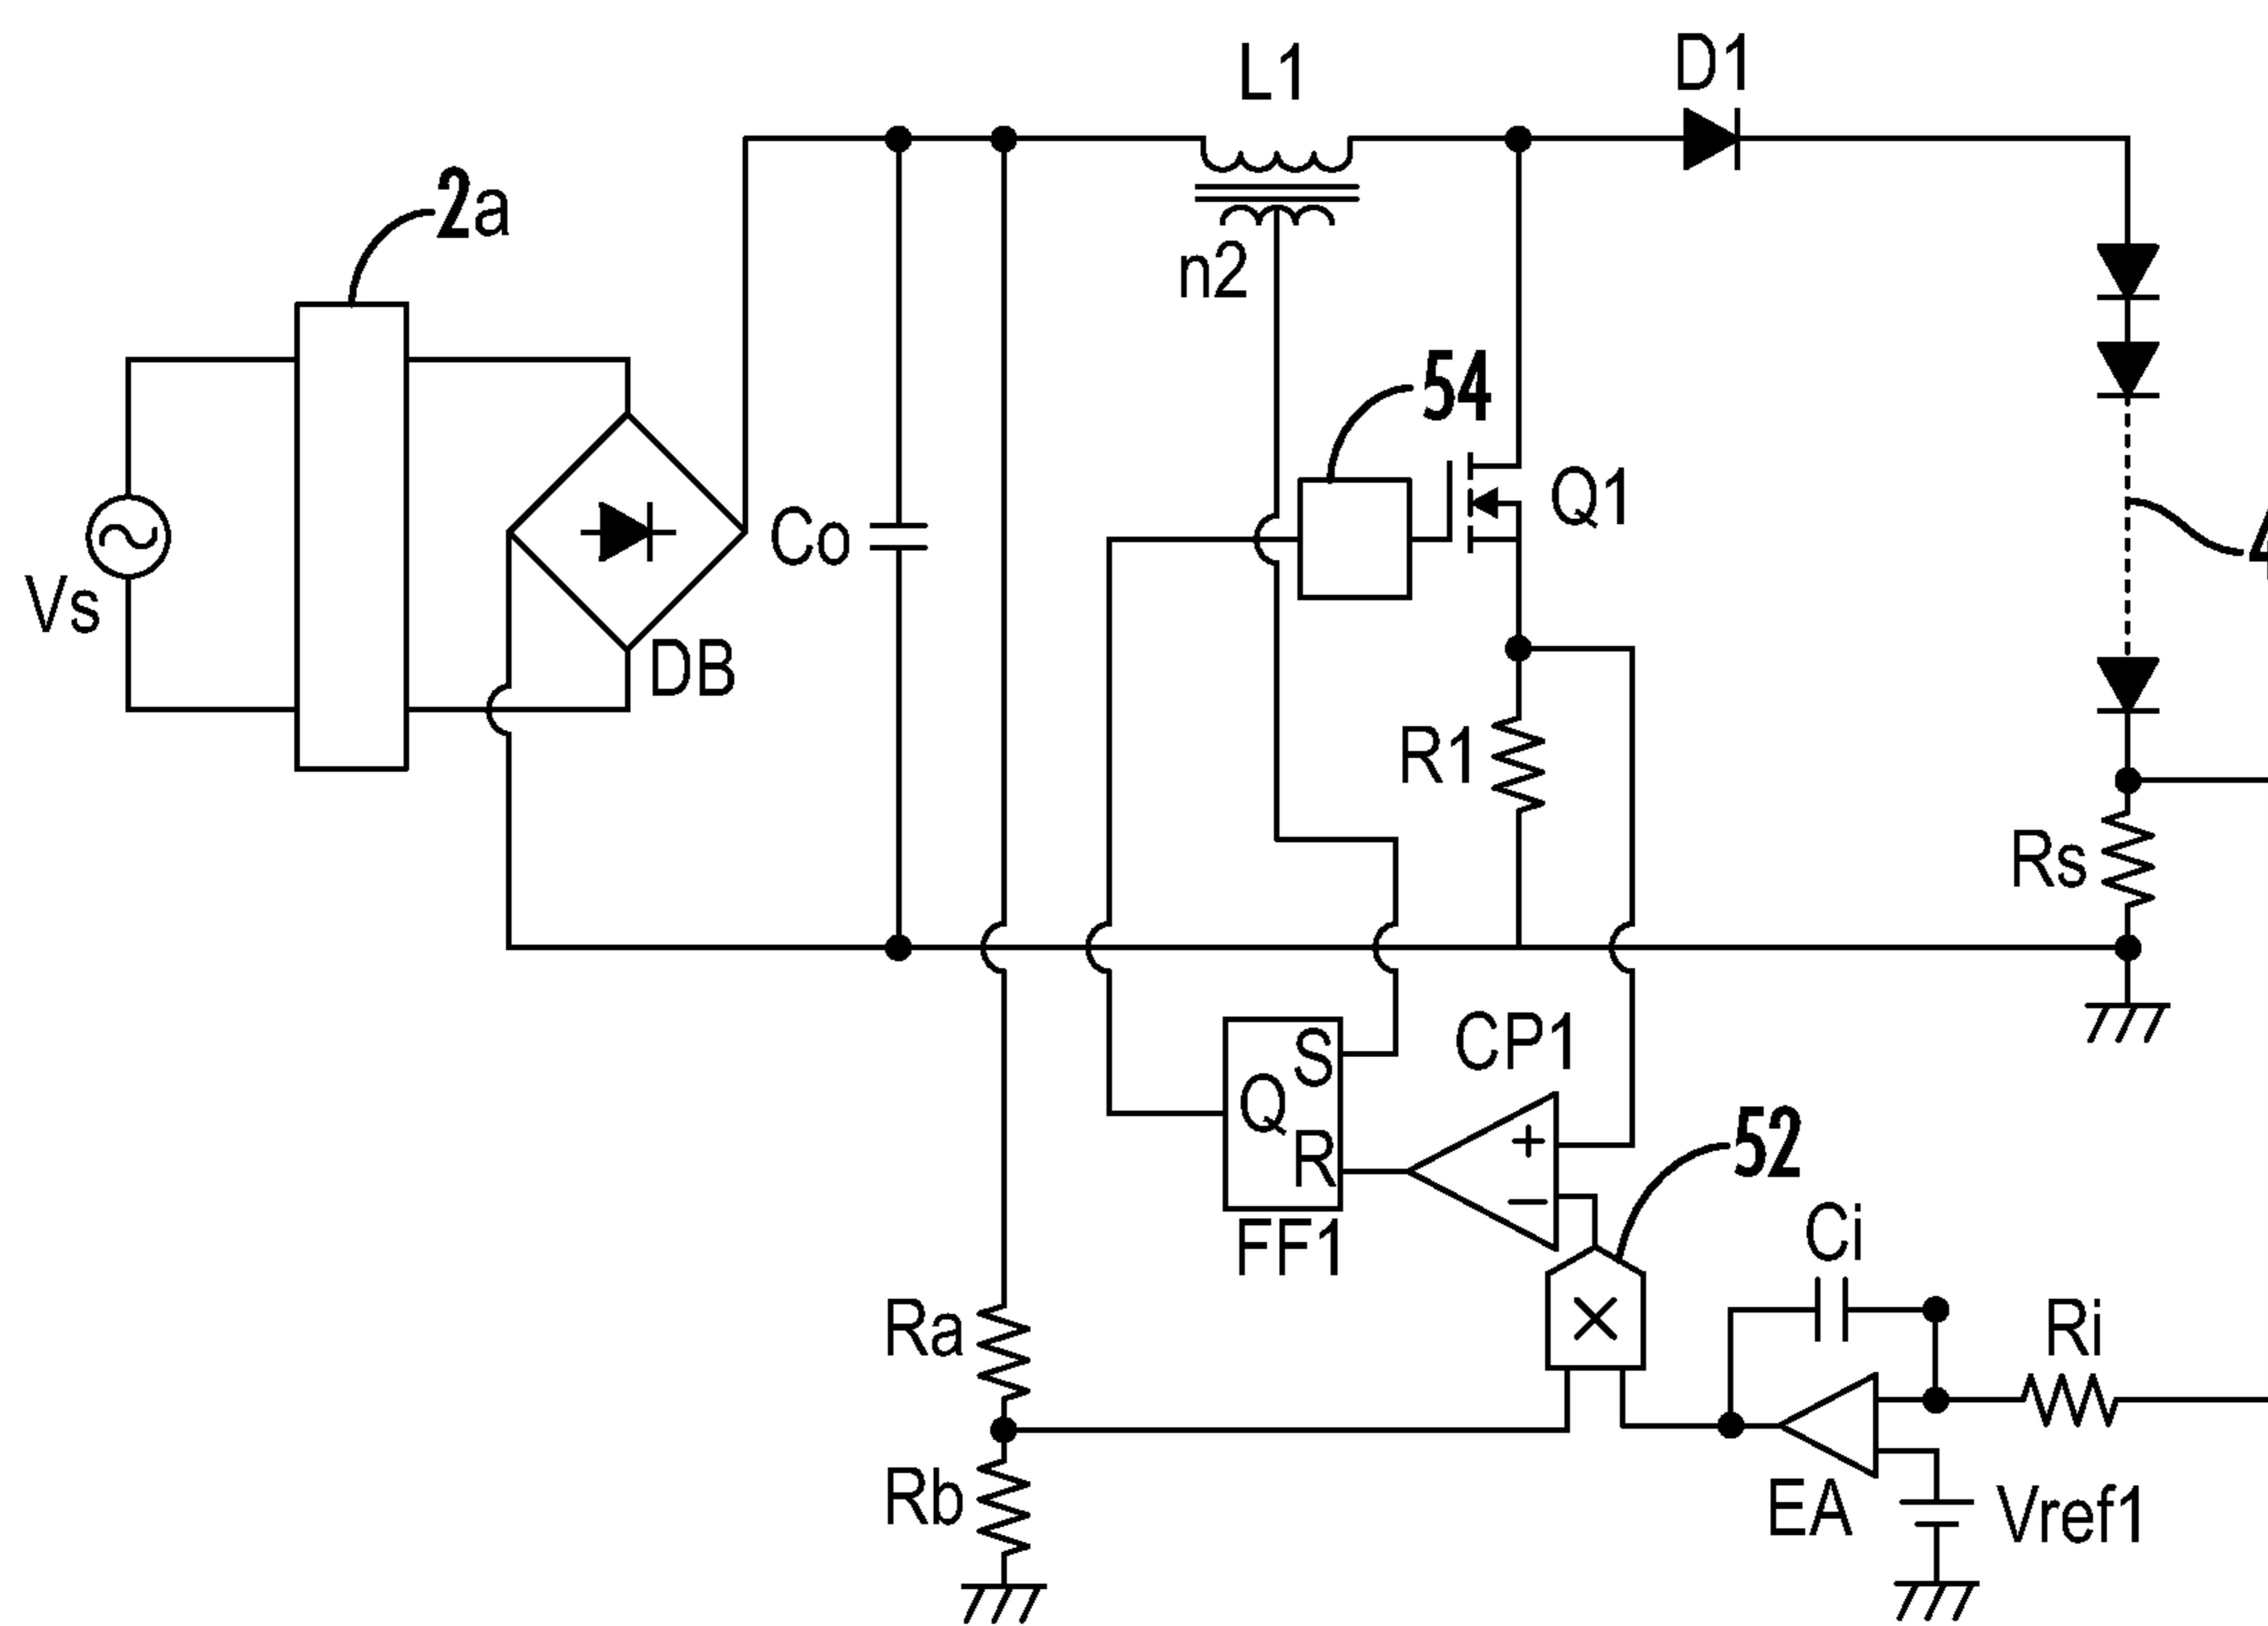 L1
D1
2a
n2
54
Q1
Co
Vs
DB
R1
Rs
CP1
S
Q
R
+
−
52
FF1
Ci
Ra
×
Ri
Rb
EA
Vref1